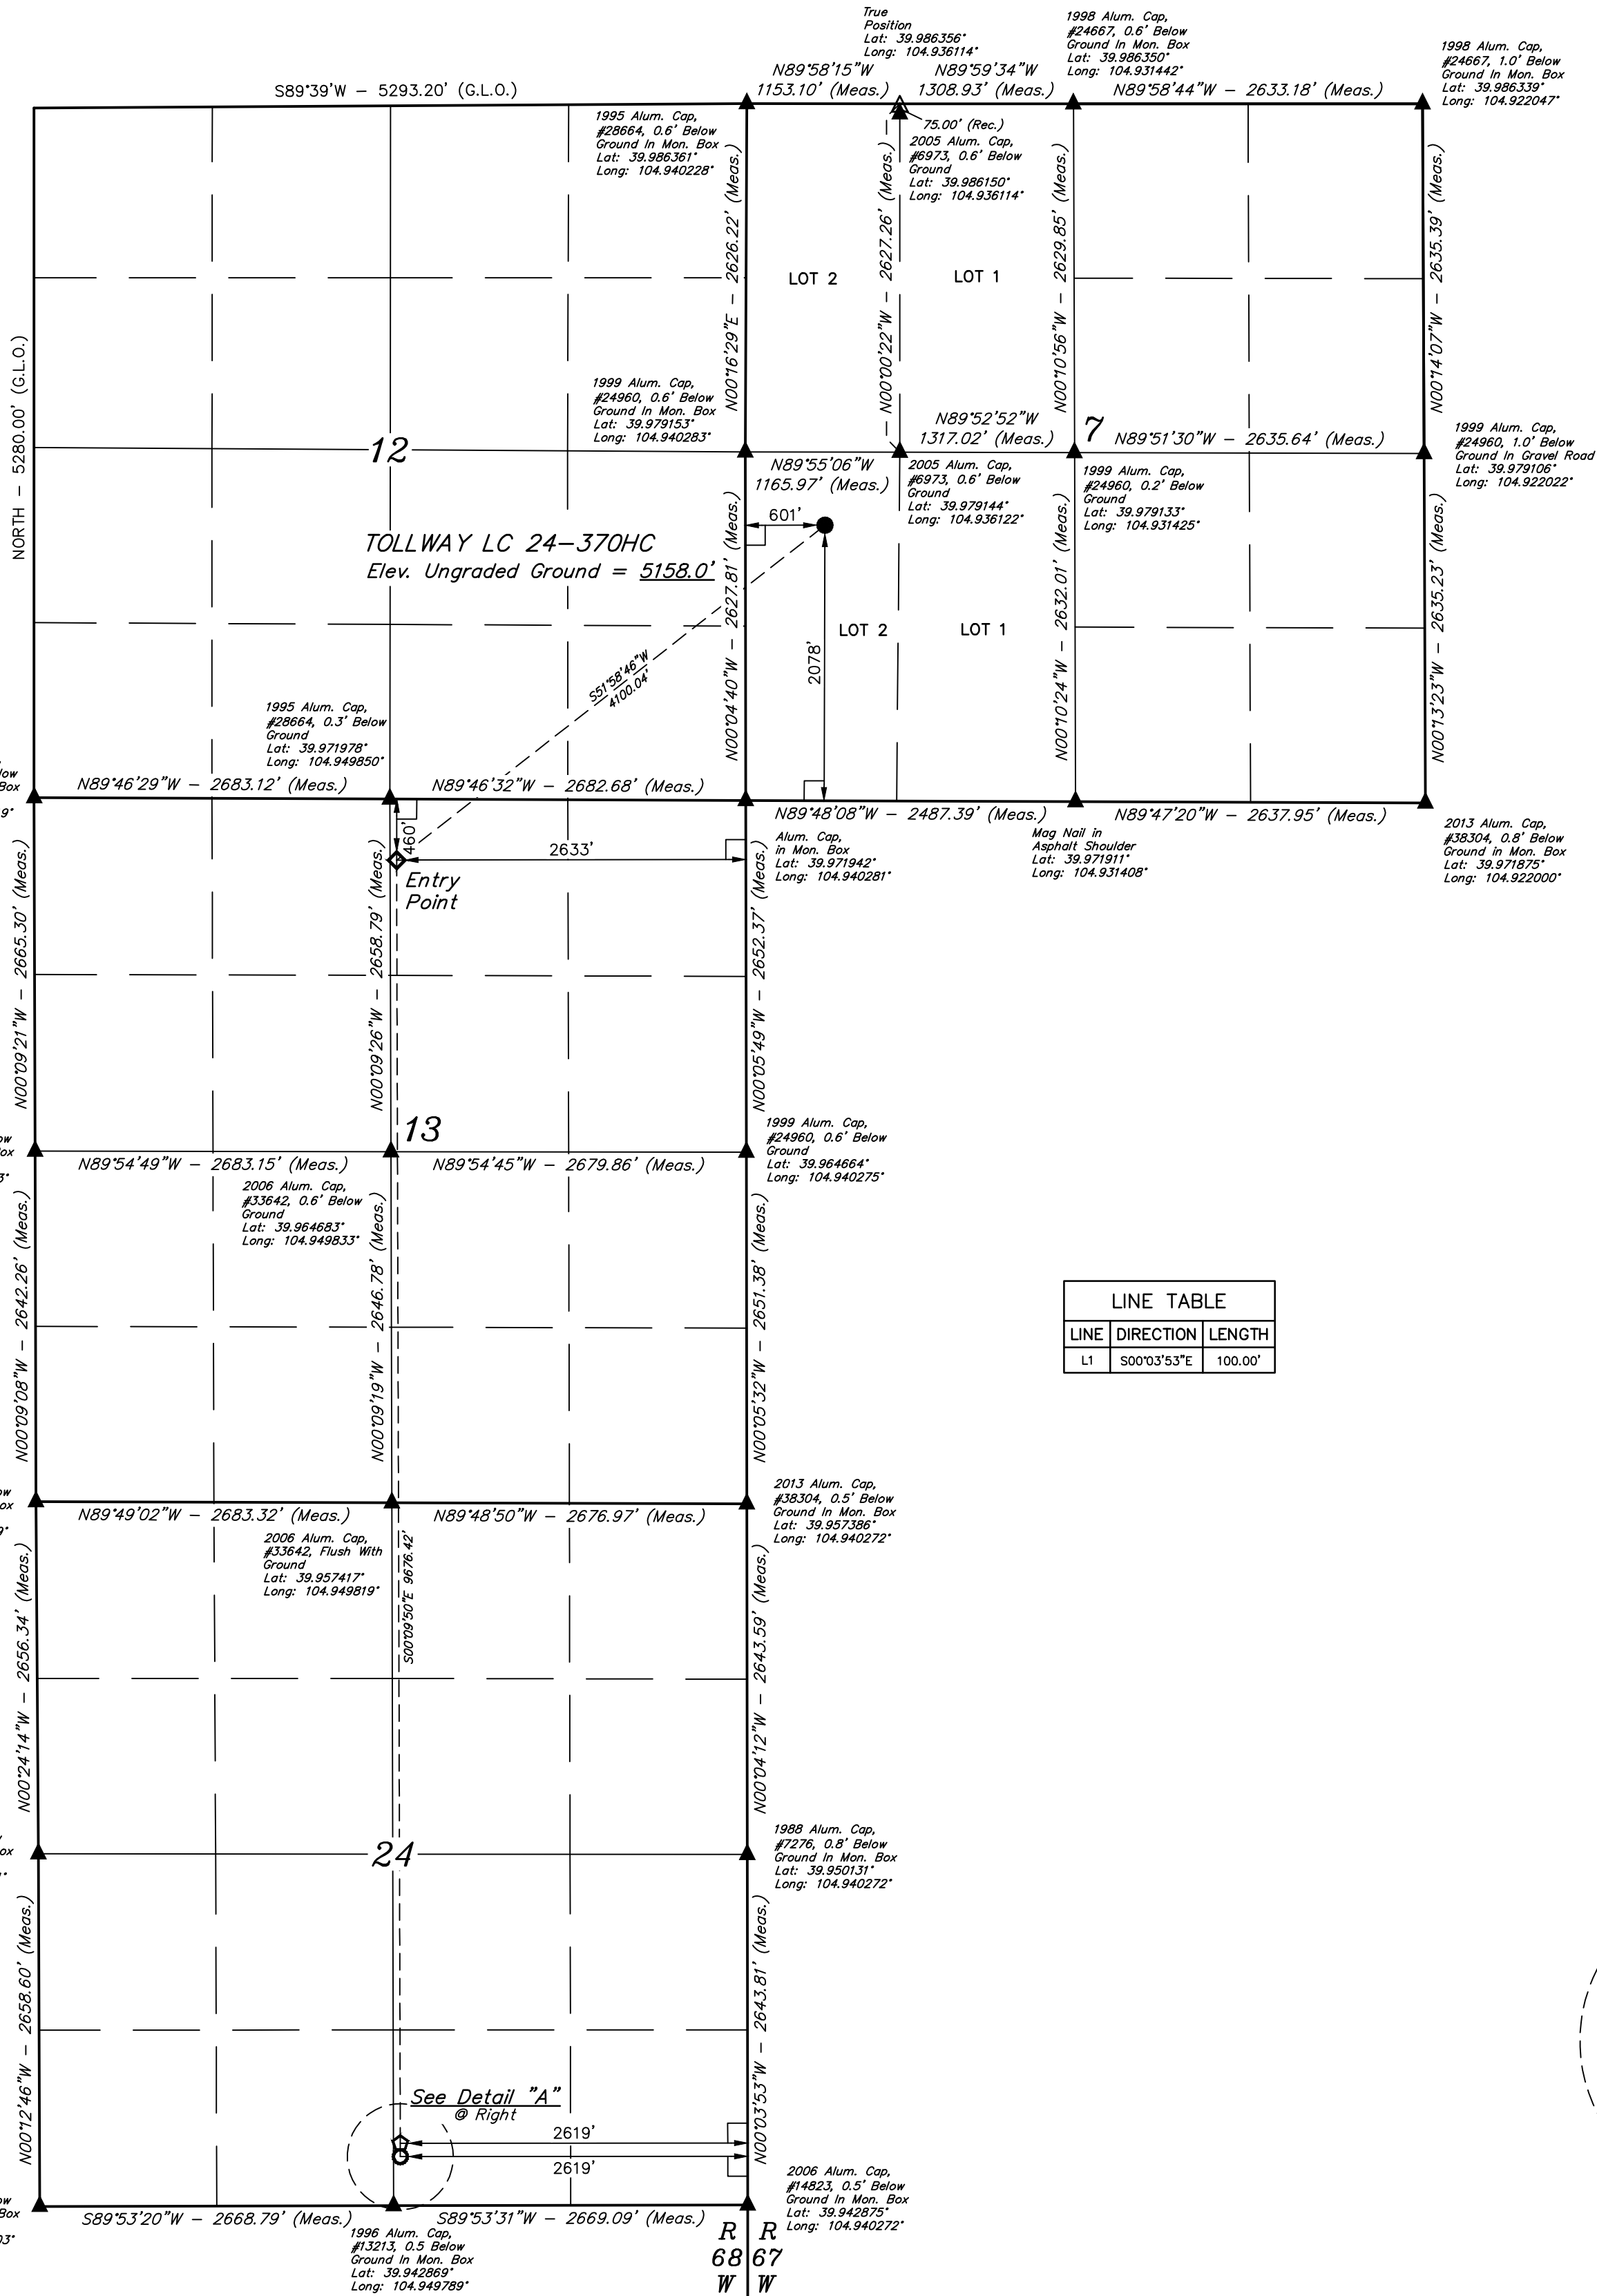 True
Position
Lat: 39.986356°
Long: 104.936114°
1998 Alum. Cap,
#24667, 0.6' Below
Ground In Mon. Box
Lat: 39.986350°
Long: 104.931442°
1998 Alum. Cap,
#24667, 1.0' Below
Ground In Mon. Box
Lat: 39.986339°
Long: 104.922047°
S89°39'W – 5293.20' (G.L.O.)
N89°58'15"W
1153.10' (Meas.)
N89°59'34"W
1308.93' (Meas.)
N89°58'44"W – 2633.18' (Meas.)
1995 Alum. Cap,
#28664, 0.6' Below
Ground In Mon. Box
Lat: 39.986361°
Long: 104.940228°
75.00' (Rec.)
2005 Alum. Cap,
#6973, 0.6' Below
Ground
Lat: 39.986150°
Long: 104.936114°
NORTH – 5280.00' (G.L.O.)
N00°16'29"E – 2626.22' (Meas.)
N00°00'22"W – 2627.26' (Meas.)
N00°10'56"W – 2629.85' (Meas.)
N00°14'07"W – 2635.39' (Meas.)
LOT 2
LOT 1
1999 Alum. Cap,
#24960, 0.6' Below
Ground In Mon. Box
Lat: 39.979153°
Long: 104.940283°
12
N89°52'52"W
1317.02' (Meas.)
7
N89°51'30"W – 2635.64' (Meas.)
1999 Alum. Cap,
#24960, 1.0' Below
Ground In Gravel Road
Lat: 39.979106°
Long: 104.922022°
N89°55'06"W
1165.97' (Meas.)
2005 Alum. Cap,
#6973, 0.6' Below
Ground
Lat: 39.979144°
Long: 104.936122°
1999 Alum. Cap,
#24960, 0.2' Below
Ground
Lat: 39.979133°
Long: 104.931425°
601'
TOLLWAY LC 24-370HC
Elev. Ungraded Ground = 5158.0'
N00°04'40"W – 2627.81' (Meas.)
2078'
LOT 2
LOT 1
N00°10'24"W – 2632.01' (Meas.)
N00°13'23"W – 2635.23' (Meas.)
S51°58'46"W
4100.04'
1995 Alum. Cap,
#28664, 0.3' Below
Ground
Lat: 39.971978°
Long: 104.949850°
Box
9°
N89°46'29"W – 2683.12' (Meas.)
N89°46'32"W – 2682.68' (Meas.)
N89°48'08"W – 2487.39' (Meas.)
N89°47'20"W – 2637.95' (Meas.)
460'
2633'
Entry
Point
Alum. Cap,
in Mon. Box
Lat: 39.971942°
Long: 104.940281°
Mag Nail in
Asphalt Shoulder
Lat: 39.971911°
Long: 104.931408°
2013 Alum. Cap,
#38304, 0.8' Below
Ground in Mon. Box
Lat: 39.971875°
Long: 104.922000°
N00°09'21"W – 2665.30' (Meas.)
N00°09'26"W – 2658.79' (Meas.)
N00°05'49"W – 2652.37' (Meas.)
13
1999 Alum. Cap,
#24960, 0.6' Below
Ground
Lat: 39.964664°
Long: 104.940275°
N89°54'49"W – 2683.15' (Meas.)
N89°54'45"W – 2679.86' (Meas.)
2006 Alum. Cap,
#33642, 0.6' Below
Ground
Lat: 39.964683°
Long: 104.949833°
N00°09'08"W – 2642.26' (Meas.)
N00°09'19"W – 2646.78' (Meas.)
N00°05'32"W – 2651.38' (Meas.)
LINE TABLE
LINE DIRECTION LENGTH
L1 S00°03'53"E 100.00'
N89°49'02"W – 2683.32' (Meas.)
N89°48'50"W – 2676.97' (Meas.)
2013 Alum. Cap,
#38304, 0.5' Below
Ground In Mon. Box
Lat: 39.957386°
Long: 104.940272°
2006 Alum. Cap,
#33642, Flush With
Ground
Lat: 39.957417°
Long: 104.949819°
S00°09'50"E 9676.42'
N00°24'14"W – 2656.34' (Meas.)
N00°04'12"W – 2643.59' (Meas.)
24
1988 Alum. Cap,
#7276, 0.8' Below
Ground In Mon. Box
Lat: 39.950131°
Long: 104.940272°
N00°12'46"W – 2658.60' (Meas.)
N00°03'53"W – 2643.81' (Meas.)
See Detail "A"
@ Right
2619'
2619'
2006 Alum. Cap,
#14823, 0.5' Below
Ground In Mon. Box
Lat: 39.942875°
Long: 104.940272°
S89°53'20"W – 2668.79' (Meas.)
S89°53'31"W – 2669.09' (Meas.)
1996 Alum. Cap,
#13213, 0.5 Below
Ground In Mon. Box
Lat: 39.942869°
Long: 104.949789°
R R
68 67
W W